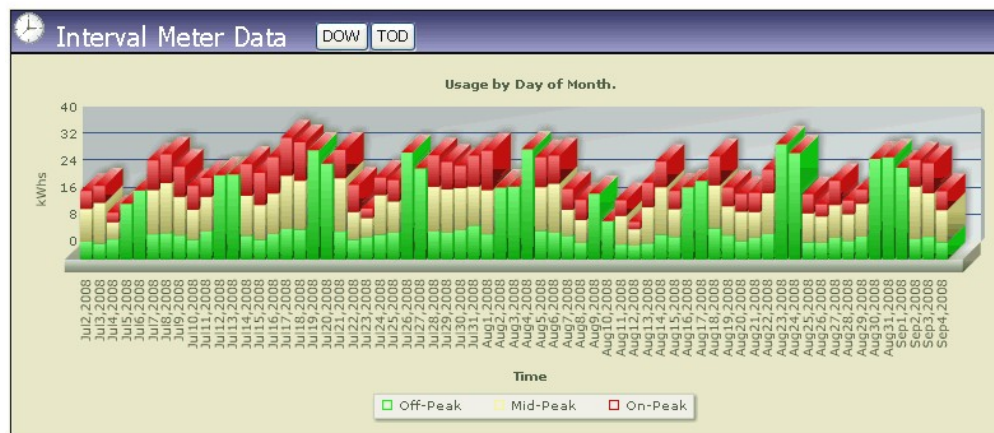 Interval Meter Data DOW TOD
Usage by Day of Month.
40
32
24
16
8
0
kWhs
Jul2,2008
Jul3,2008
Jul4,2008
Jul5,2008
Jul6,2008
Jul7,2008
Jul8,2008
Jul9,2008
Jul10,2008
Jul11,2008
Jul12,2008
Jul13,2008
Jul14,2008
Jul15,2008
Jul16,2008
Jul17,2008
Jul18,2008
Jul19,2008
Jul20,2008
Jul21,2008
Jul22,2008
Jul23,2008
Jul24,2008
Jul25,2008
Jul26,2008
Jul27,2008
Jul28,2008
Jul29,2008
Jul30,2008
Jul31,2008
Aug1,2008
Aug2,2008
Aug3,2008
Aug4,2008
Aug5,2008
Aug6,2008
Aug7,2008
Aug8,2008
Aug9,2008
Aug10,2008
Aug11,2008
Aug12,2008
Aug13,2008
Aug14,2008
Aug15,2008
Aug16,2008
Aug17,2008
Aug18,2008
Aug19,2008
Aug20,2008
Aug21,2008
Aug22,2008
Aug23,2008
Aug24,2008
Aug25,2008
Aug26,2008
Aug27,2008
Aug28,2008
Aug29,2008
Aug30,2008
Aug31,2008
Sep1,2008
Sep2,2008
Sep3,2008
Sep4,2008
Time
Off-Peak Mid-Peak On-Peak